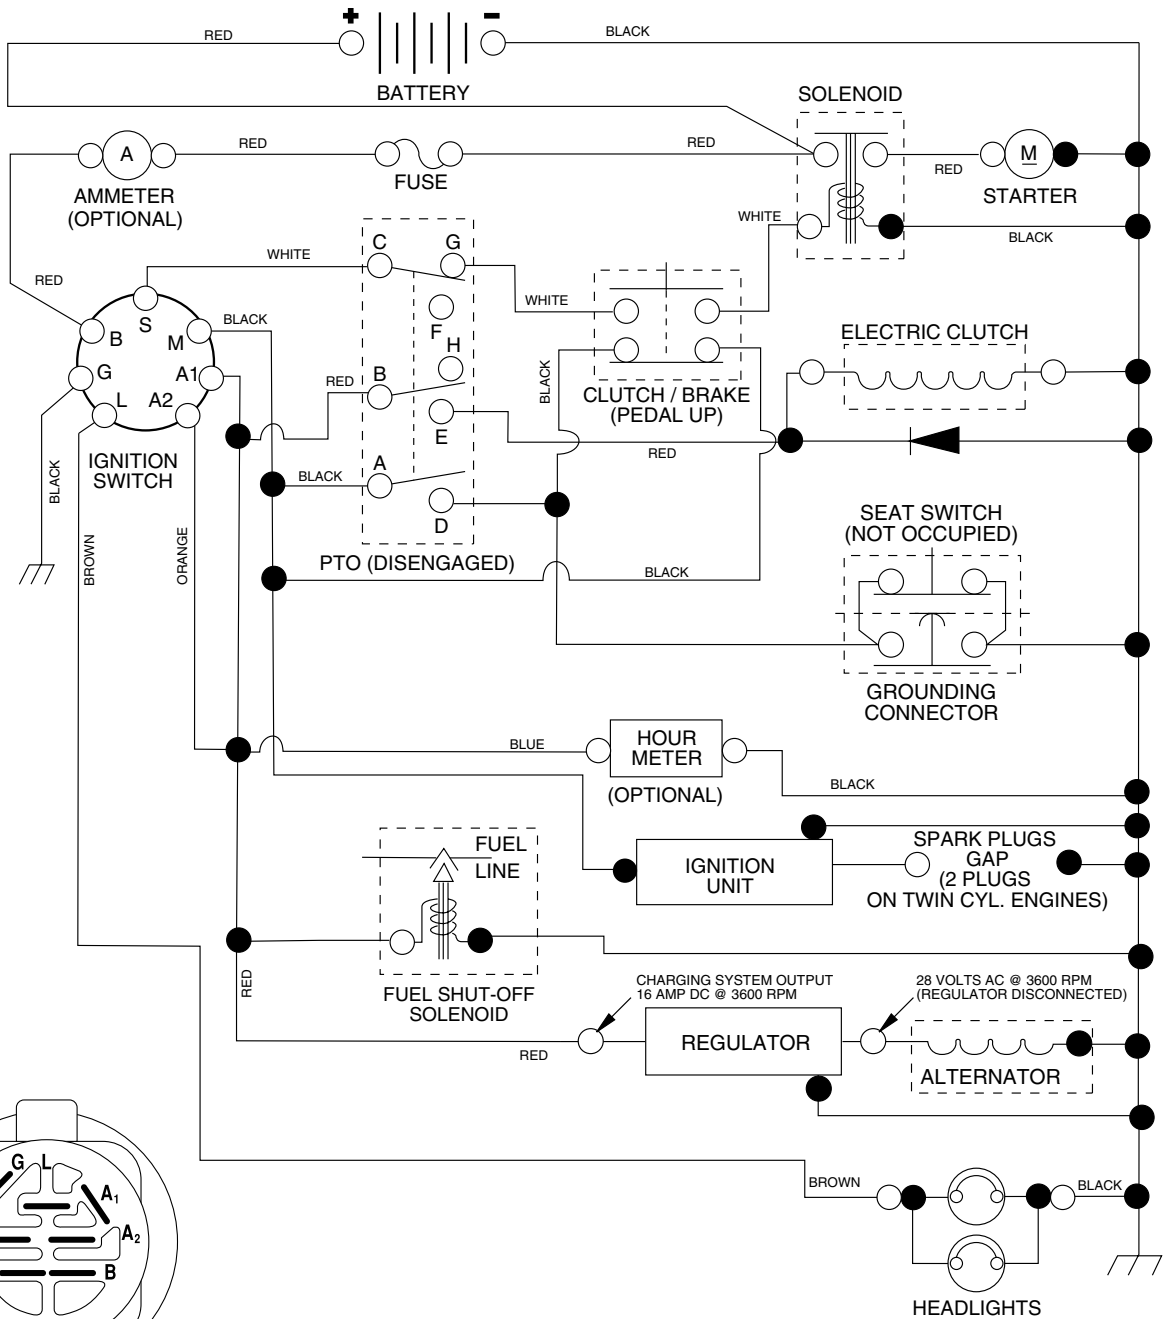 + −
RED
BLACK
BATTERY
SOLENOID
A
RED
RED
RED
M
AMMETER
(OPTIONAL)
FUSE
STARTER
WHITE
BLACK
C G
WHITE
RED
WHITE
F
S
B M
BLACK
H
ELECTRIC CLUTCH
G A1
B
RED
L A2
BLACK
CLUTCH / BRAKE
(PEDAL UP)
E
IGNITION
SWITCH
RED
A
BLACK
BLACK
D
SEAT SWITCH
(NOT OCCUPIED)
BROWN
ORANGE
PTO (DISENGAGED)
BLACK
GROUNDING
CONNECTOR
BLUE
HOUR
METER
(OPTIONAL)
BLACK
FUEL
LINE
IGNITION
UNIT
SPARK PLUGS
GAP
(2 PLUGS
ON TWIN CYL. ENGINES)
RED
FUEL SHUT-OFF
SOLENOID
CHARGING SYSTEM OUTPUT
16 AMP DC @ 3600 RPM
28 VOLTS AC @ 3600 RPM
(REGULATOR DISCONNECTED)
RED
REGULATOR
ALTERNATOR
G L
A1
A2
B
BROWN
BLACK
HEADLIGHTS